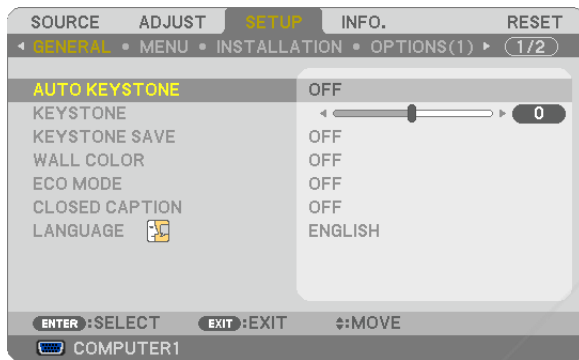 SOURCE ADJUST SETUP INFO. RESET
GENERAL • MENU • INSTALLATION • OPTIONS(1) 1/2
AUTO KEYSTONE OFF
KEYSTONE 0
KEYSTONE SAVE OFF
WALL COLOR OFF
ECO MODE OFF
CLOSED CAPTION OFF
LANGUAGE ENGLISH
ENTER :SELECT EXIT :EXIT :MOVE
COMPUTER1